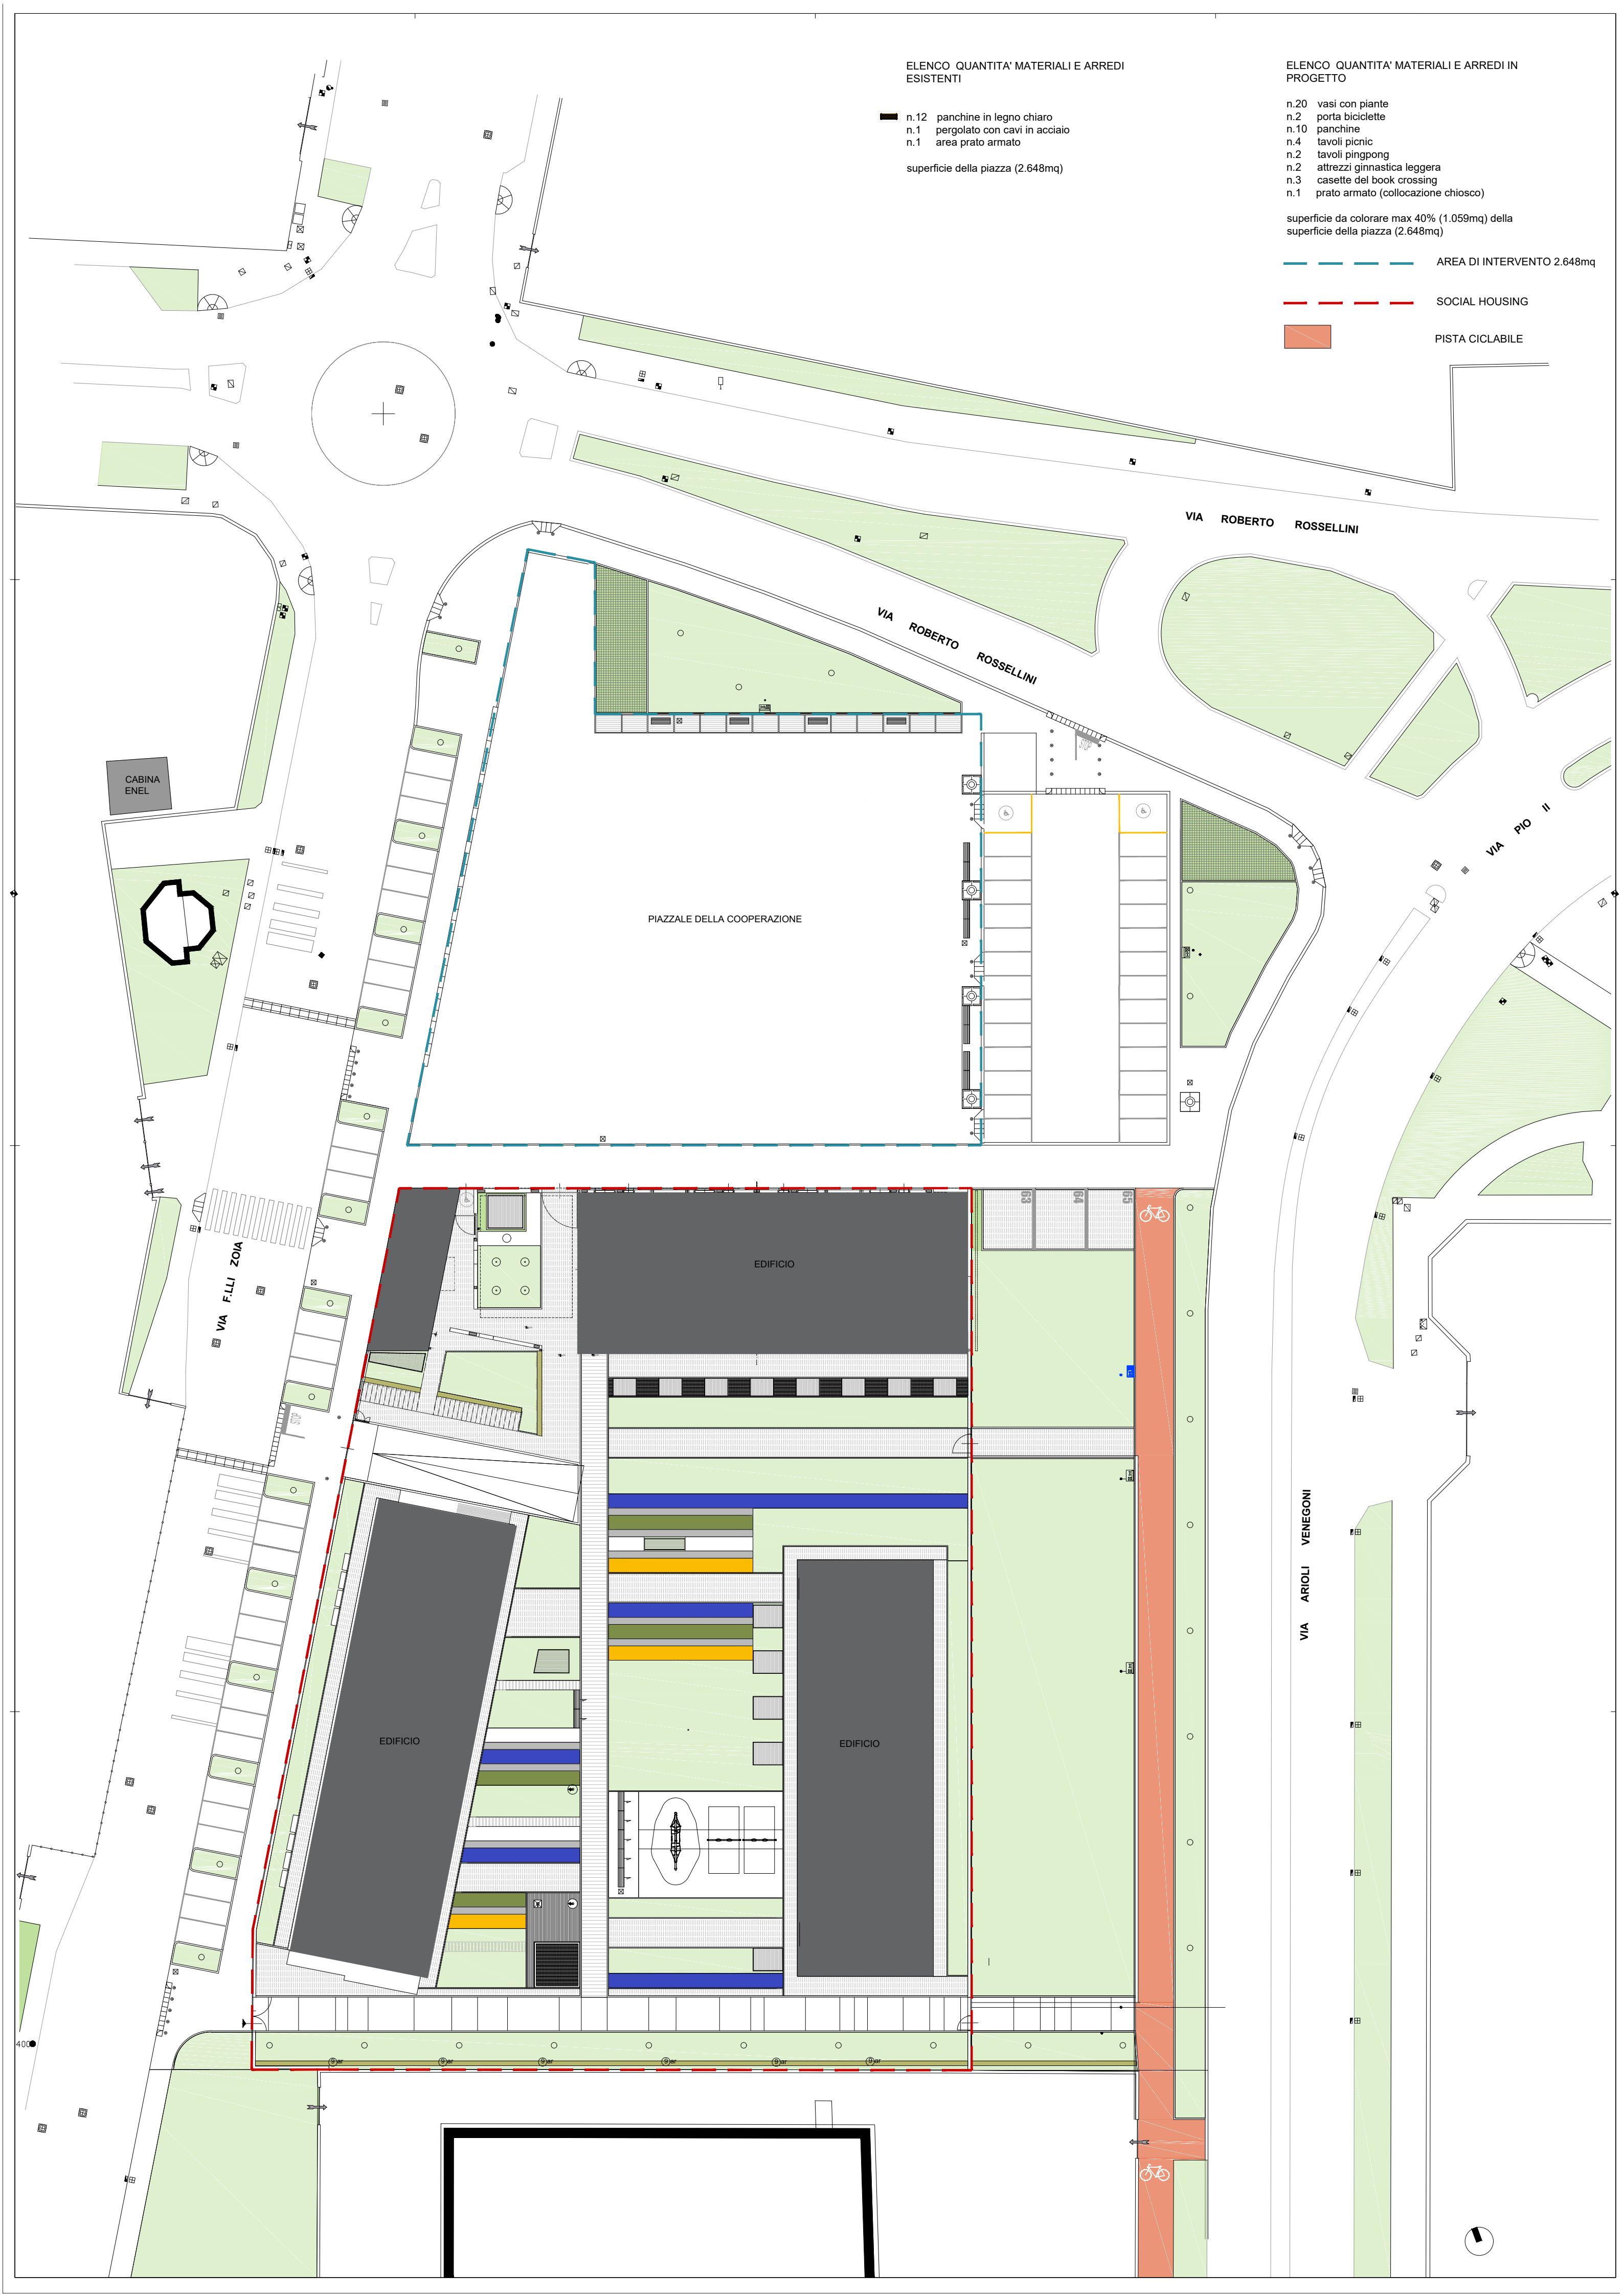 ELENCO QUANTITA' MATERIALI E ARREDI
ESISTENTI
n.12 panchine in legno chiaro
n.1 pergolato con cavi in acciaio
n.1 area prato armato
superficie della piazza (2.648mq)
ELENCO QUANTITA' MATERIALI E ARREDI IN
PROGETTO
n.20 vasi con piante
n.2 porta biciclette
n.10 panchine
n.4 tavoli picnic
n.2 tavoli pingpong
n.2 attrezzi ginnastica leggera
n.3 casette del book crossing
n.1 prato armato (collocazione chiosco)
superficie da colorare max 40% (1.059mq) della
superficie della piazza (2.648mq)
AREA DI INTERVENTO 2.648mq
SOCIAL HOUSING
PISTA CICLABILE
VIA ROBERTO ROSSELLINI
VIA ROBERTO ROSSELLINI
CABINA
ENEL
VIA PIO II
PIAZZALE DELLA COOPERAZIONE
63
64
65
EDIFICIO
VIA F.LLI ZOIA
VIA ARIOLI VENEGONI
EDIFICIO
EDIFICIO
400